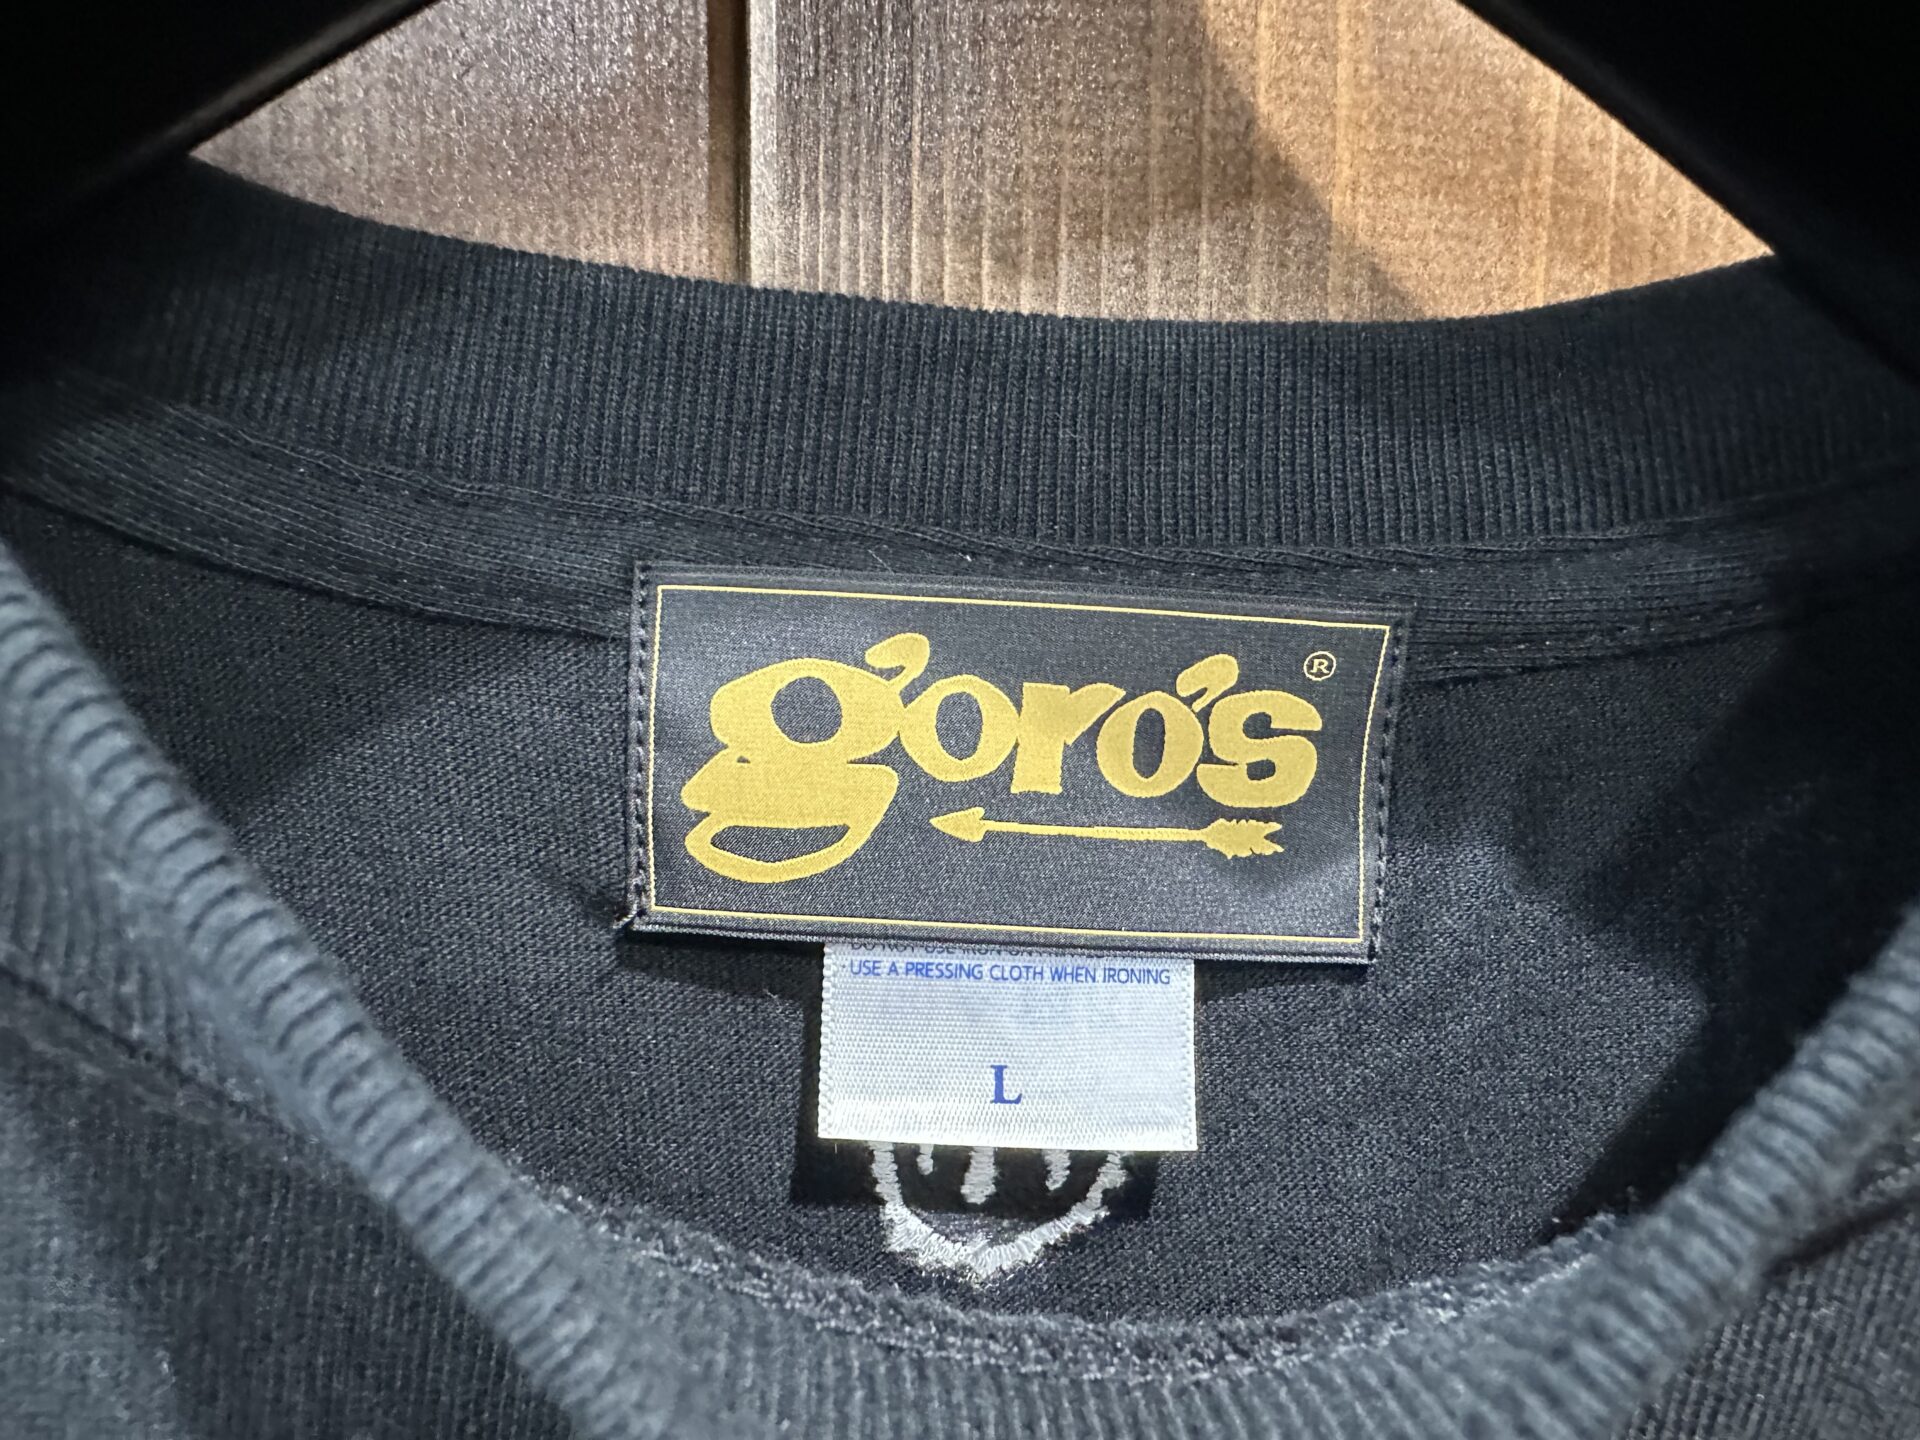 goro's ®
USE A PRESSING CLOTH WHEN IRONING
L